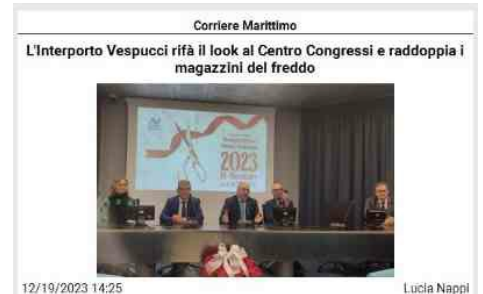 Corriere Marittimo
L'Interporto Vespucci rifà il look al Centro Congressi e raddoppia i
magazzini del freddo
2023
12/19/2023 14:25
Lucia Nappi